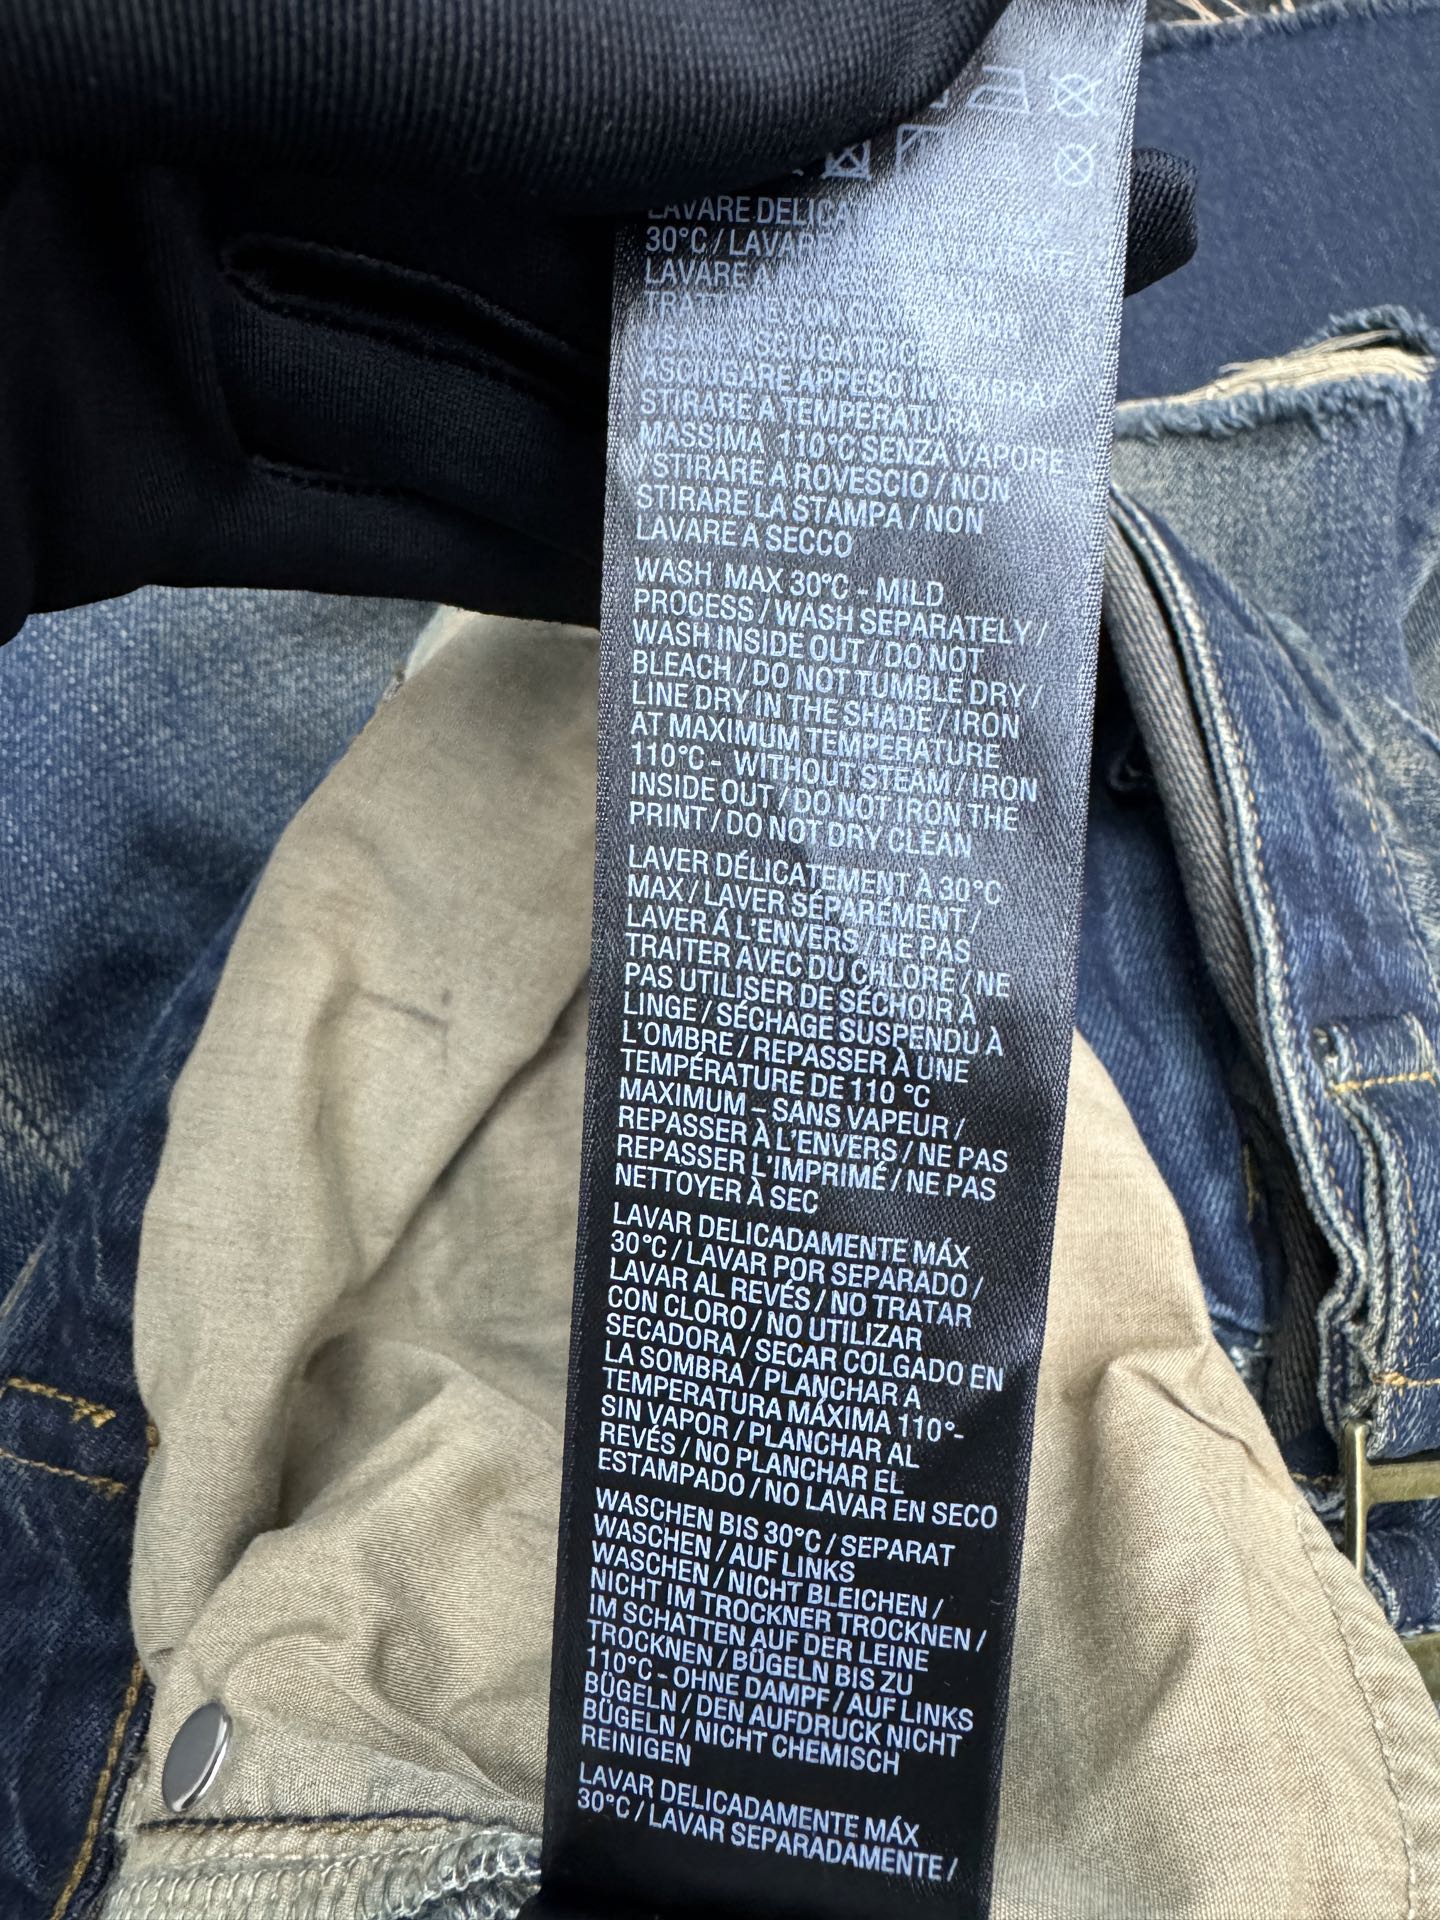 LAVARE DELICA
30°C / LAVARE
LAVARE A
TRATTARE CON
USARE ASCIUGATRICE
ASCIUGARE APPESO IN OMBRA /
STIRARE A TEMPERATURA
MASSIMA 110°C SENZA VAPORE
/ STIRARE A ROVESCIO / NON
STIRARE LA STAMPA / NON
LAVARE A SECCO
WASH MAX 30°C - MILD
PROCESS / WASH SEPARATELY /
WASH INSIDE OUT / DO NOT
BLEACH / DO NOT TUMBLE DRY /
LINE DRY IN THE SHADE / IRON
AT MAXIMUM TEMPERATURE
110°C - WITHOUT STEAM / IRON
INSIDE OUT / DO NOT IRON THE
PRINT / DO NOT DRY CLEAN
LAVER DÉLICATEMENT À 30°C
MAX / LAVER SÉPARÉMENT /
LAVER Á L'ENVERS / NE PAS
TRAITER AVEC DU CHLORE / NE
PAS UTILISER DE SÉCHOIR À
LINGE / SÉCHAGE SUSPENDU À
L'OMBRE / REPASSER À UNE
TEMPÉRATURE DE 110 °C
MAXIMUM – SANS VAPEUR /
REPASSER À L'ENVERS / NE PAS
REPASSER L'IMPRIMÉ / NE PAS
NETTOYER À SEC
LAVAR DELICADAMENTE MÁX
30°C / LAVAR POR SEPARADO /
LAVAR AL REVÉS / NO TRATAR
CON CLORO / NO UTILIZAR
SECADORA / SECAR COLGADO EN
LA SOMBRA / PLANCHAR A
TEMPERATURA MÁXIMA 110°-
SIN VAPOR / PLANCHAR AL
REVÉS / NO PLANCHAR EL
ESTAMPADO / NO LAVAR EN SECO
WASCHEN BIS 30°C / SEPARAT
WASCHEN / AUF LINKS
WASCHEN / NICHT BLEICHEN /
NICHT IM TROCKNER TROCKNEN /
IM SCHATTEN AUF DER LEINE
TROCKNEN / BÜGELN BIS ZU
110°C - OHNE DAMPF / AUF LINKS
BÜGELN / DEN AUFDRUCK NICHT
BÜGELN / NICHT CHEMISCH
REINIGEN
LAVAR DELICADAMENTE MÁX
30°C / LAVAR SEPARADAMENTE /